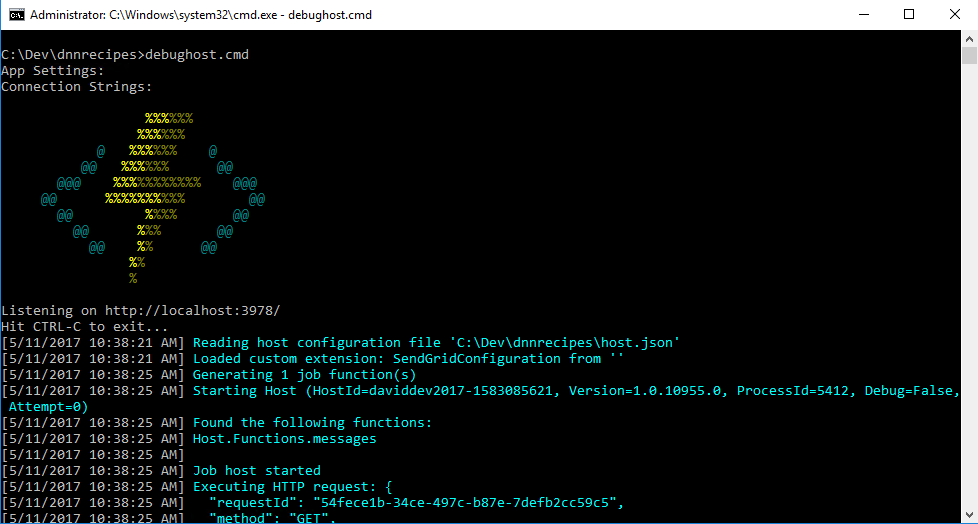 Administrator: C:\Windows\system32\cmd.exe - debughost.cmd
C:\Dev\dnnrecipes>debughost.cmd
App Settings:
Connection Strings:
                  %%%%%%
                 %%%%%%
            @   %%%%%%    @
          @@   %%%%%%      @@
       @@@    %%%%%%%%%%%    @@@
     @@      %%%%%%%%%%        @@
       @@         %%%%       @@
         @@      %%%       @@
           @@    %%      @@
                %%
                %
Listening on http://localhost:3978/
Hit CTRL-C to exit...
[5/11/2017 10:38:21 AM] Reading host configuration file 'C:\Dev\dnnrecipes\host.json'
[5/11/2017 10:38:21 AM] Loaded custom extension: SendGridConfiguration from ''
[5/11/2017 10:38:25 AM] Generating 1 job function(s)
[5/11/2017 10:38:25 AM] Starting Host (HostId=daviddev2017-1583085621, Version=1.0.10955.0, ProcessId=5412, Debug=False,
 Attempt=0)
[5/11/2017 10:38:25 AM] Found the following functions:
[5/11/2017 10:38:25 AM] Host.Functions.messages
[5/11/2017 10:38:25 AM]
[5/11/2017 10:38:25 AM] Job host started
[5/11/2017 10:38:25 AM] Executing HTTP request: {
[5/11/2017 10:38:25 AM]   "requestId": "54fece1b-34ce-497c-b87e-7defb2cc59c5",
[5/11/2017 10:38:25 AM]   "method": "GET",